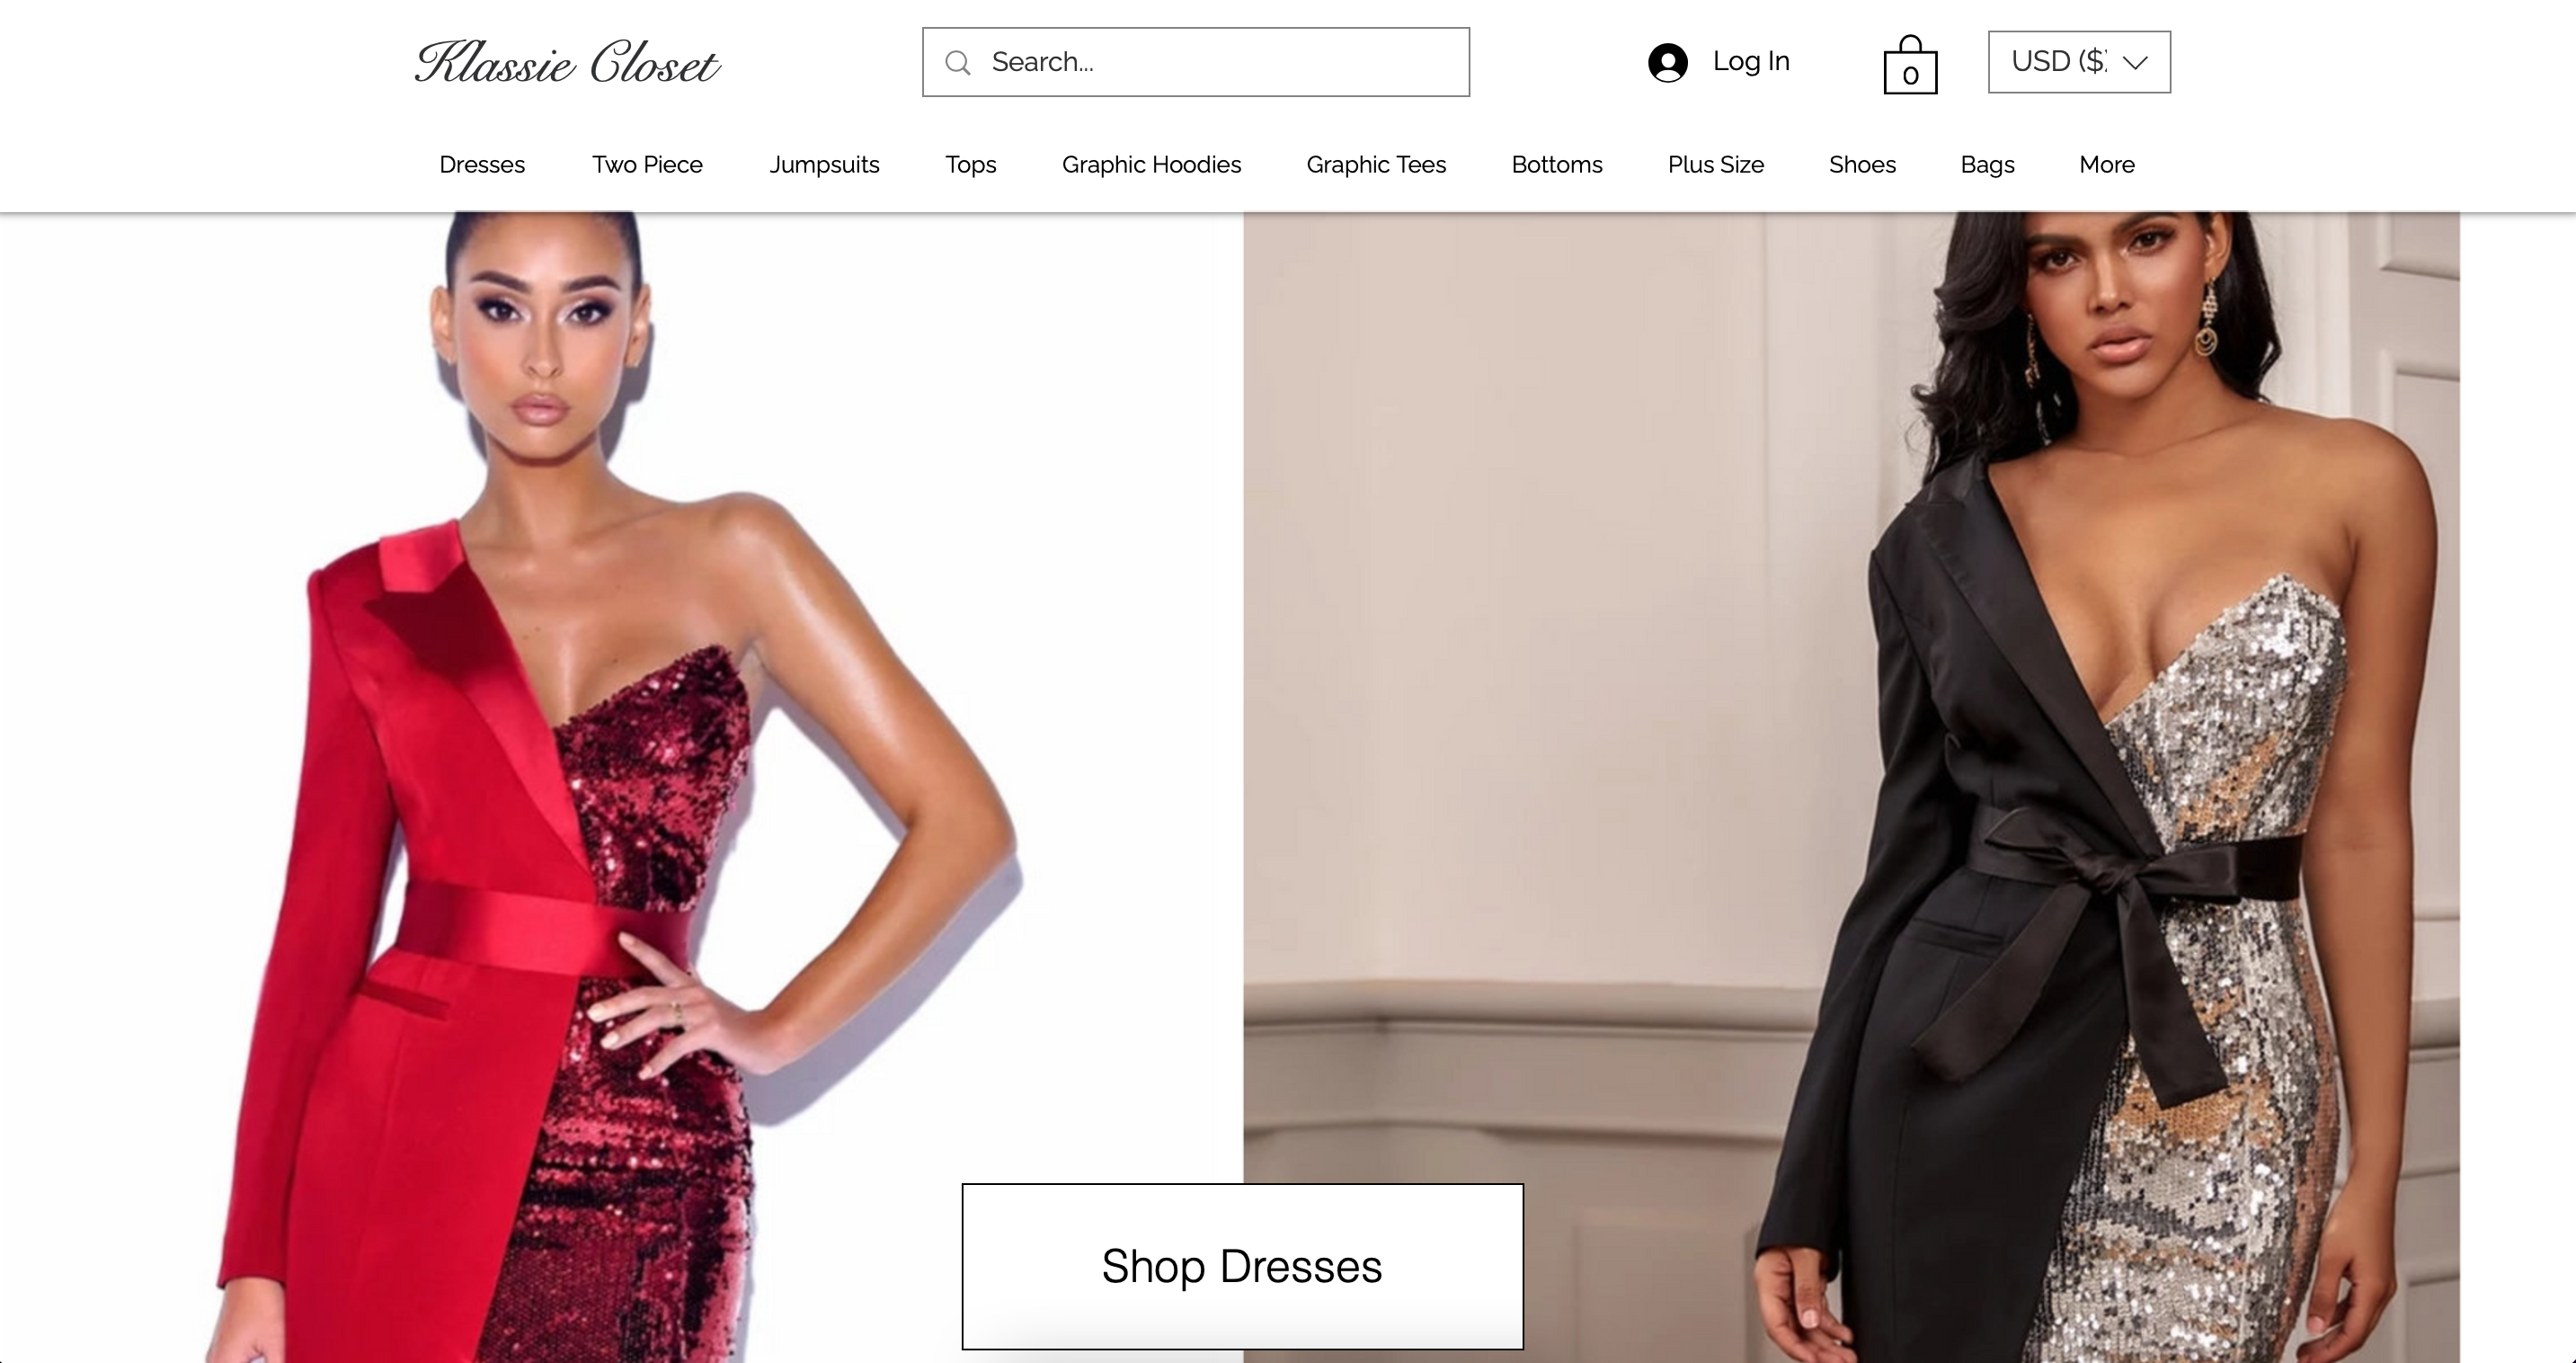 Klassie Closet
Search...
Log In
0
USD ($)
Dresses Two Piece Jumpsuits Tops Graphic Hoodies Graphic Tees Bottoms Plus Size Shoes Bags More
Shop Dresses